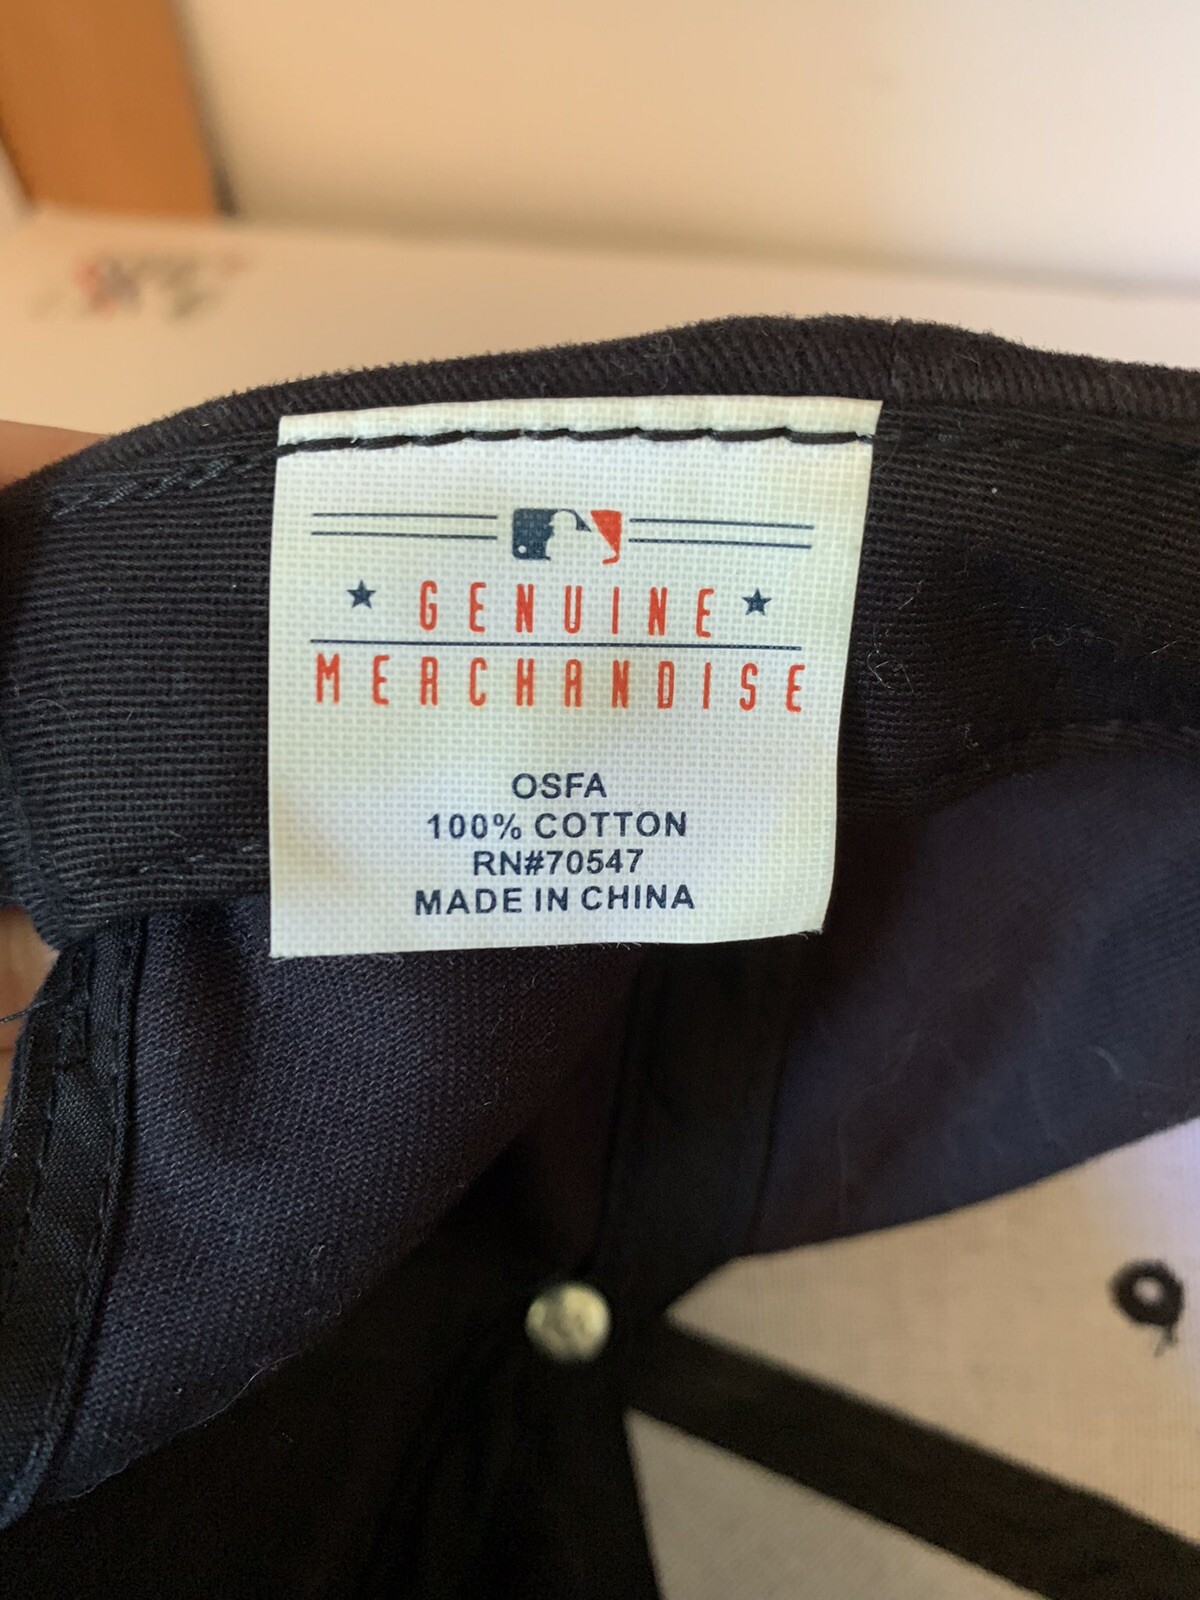 GENUINE
MERCHANDISE
OSFA
100% COTTON
RN#70547
MADE IN CHINA